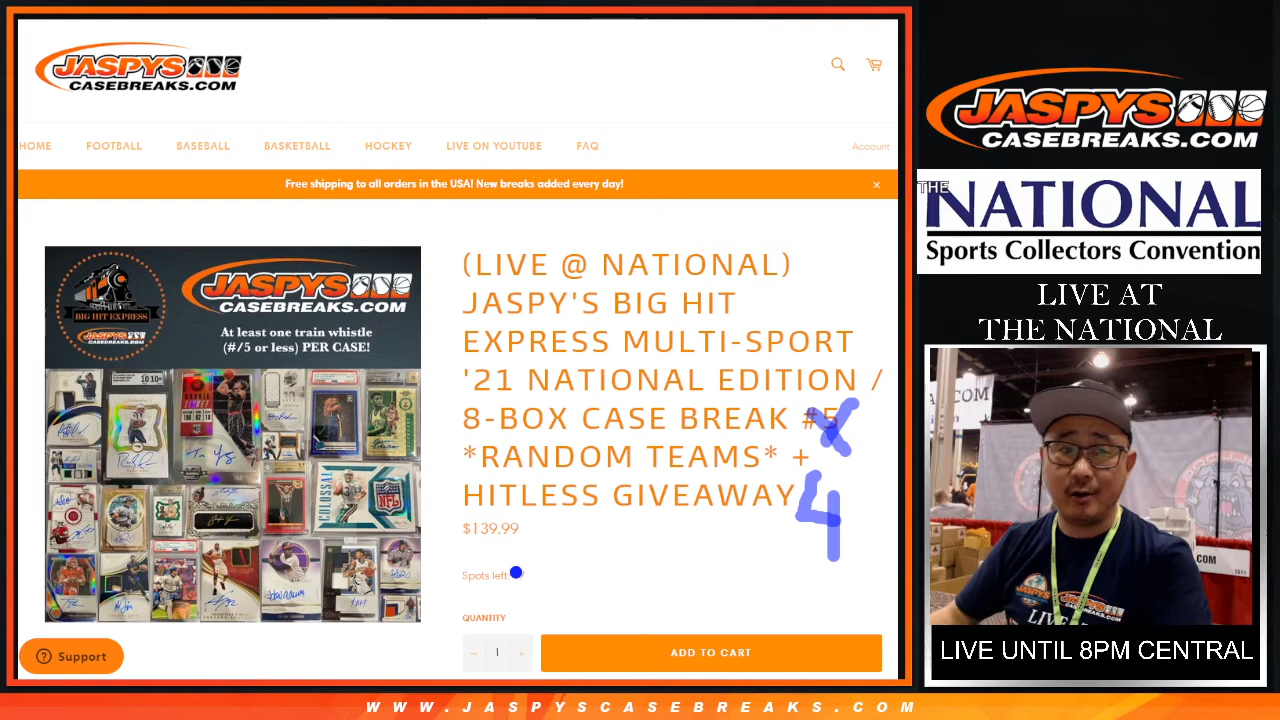 JASPYS
CASEBREAKS.COM
HOME FOOTBALL BASEBALL BASKETBALL HOCKEY LIVE ON YOUTUBE FAQ Account
Free shipping to all orders in the USA! New breaks added every day! ×
BIG HIT EXPRESS
JASPYS
CASEBREAKS.COM
At least one train whistle
(#/5 or less) PER CASE!
COLOSSAL
NFL
(LIVE @ NATIONAL)
JASPY'S BIG HIT
EXPRESS MULTI-SPORT
'21 NATIONAL EDITION /
8-BOX CASE BREAK #5
*RANDOM TEAMS* +
HITLESS GIVEAWAY
4
$139.99
Spots left:
QUANTITY
− 1 + ADD TO CART
Support
JASPYS
CASEBREAKS.COM
THE
NATIONAL
Sports Collectors Convention
LIVE AT
THE NATIONAL
LIVE UNTIL 8PM CENTRAL
WWW.JASPYSCASEBREAKS.COM